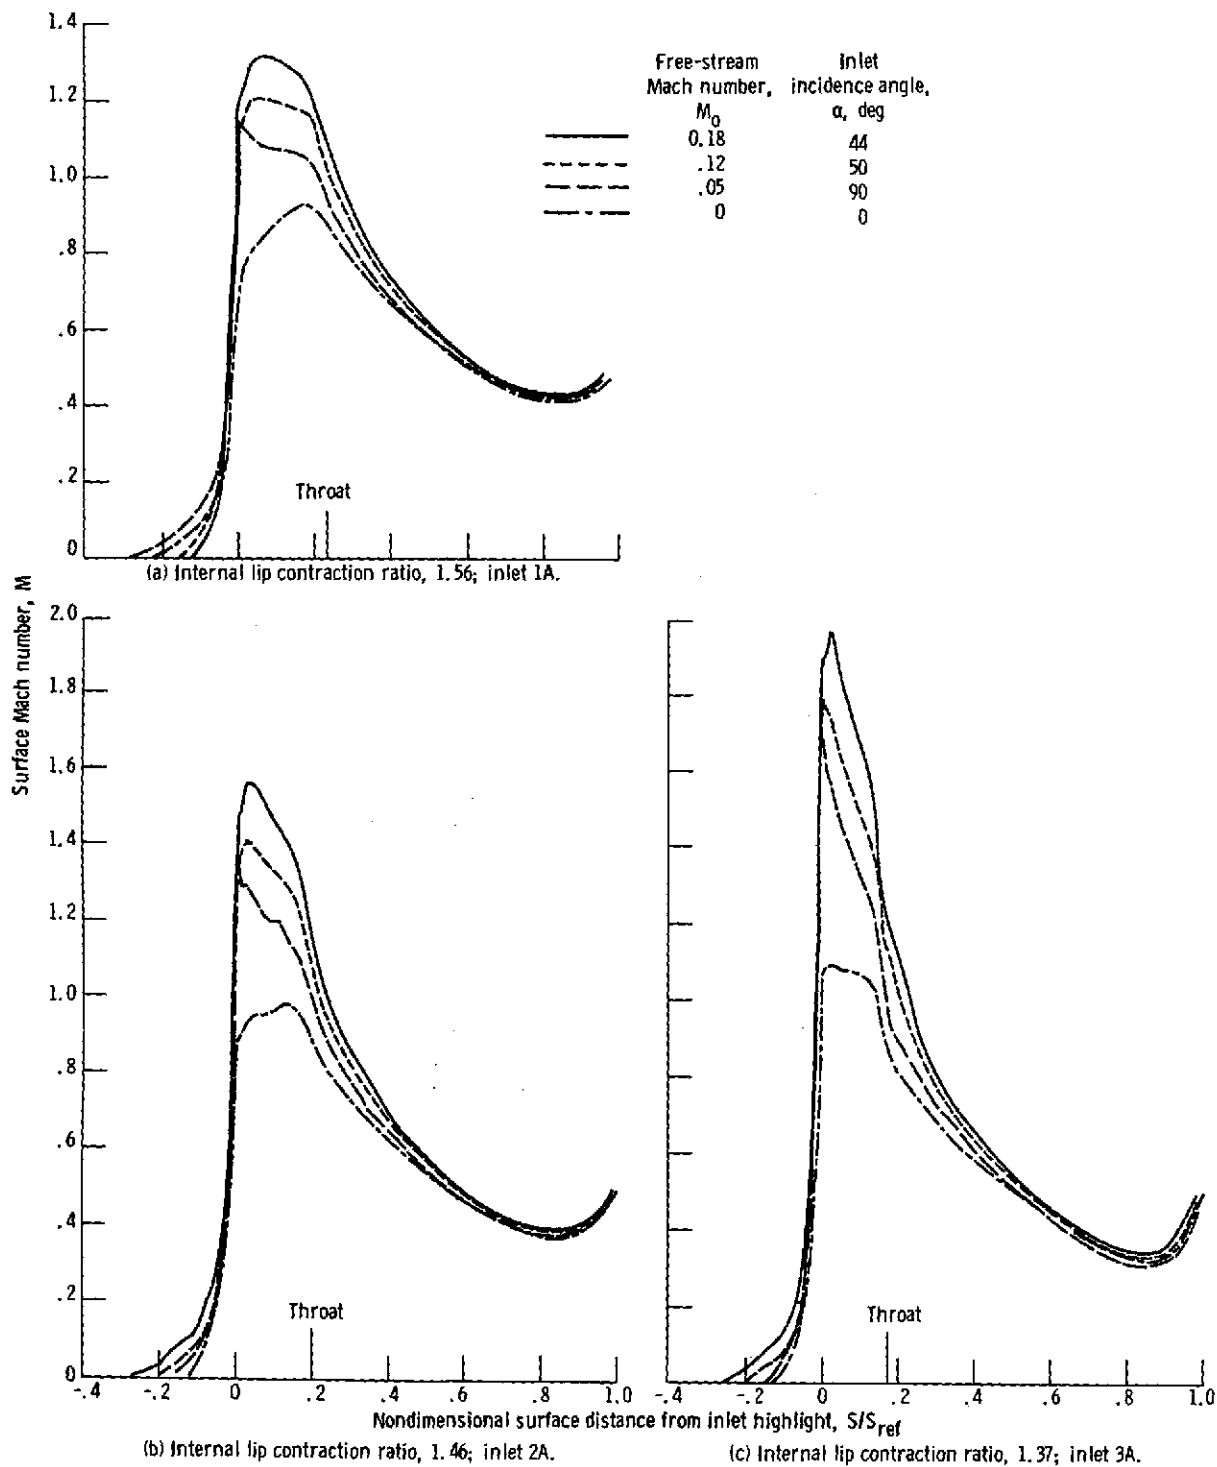 1.4
1.2
1.0
.8
.6
.4
.2
0
Free-stream Mach number, M0
Inlet incidence angle, α, deg
0.18 44
.12 50
.05 90
0 0
Throat
(a) Internal lip contraction ratio, 1.56; inlet 1A.
Surface Mach number, M
2.0
1.8
1.8
1.6
1.4
1.2
1.0
.8
.6
.4
.2
0
Throat
-.4 -.2 0 .2 .4 .6 .8 1.0
Throat
-.4 -.2 0 .2 .4 .6 .8 1.0
Nondimensional surface distance from inlet highlight, S/Sref
(b) Internal lip contraction ratio, 1.46; inlet 2A.
(c) Internal lip contraction ratio, 1.37; inlet 3A.